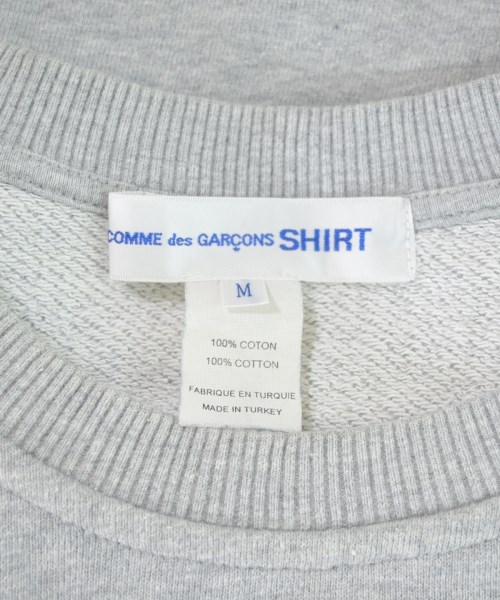 COMME des GARÇONS SHIRT
M
100% COTON
100% COTTON
FABRIQUE EN TURQUIE
MADE IN TURKEY